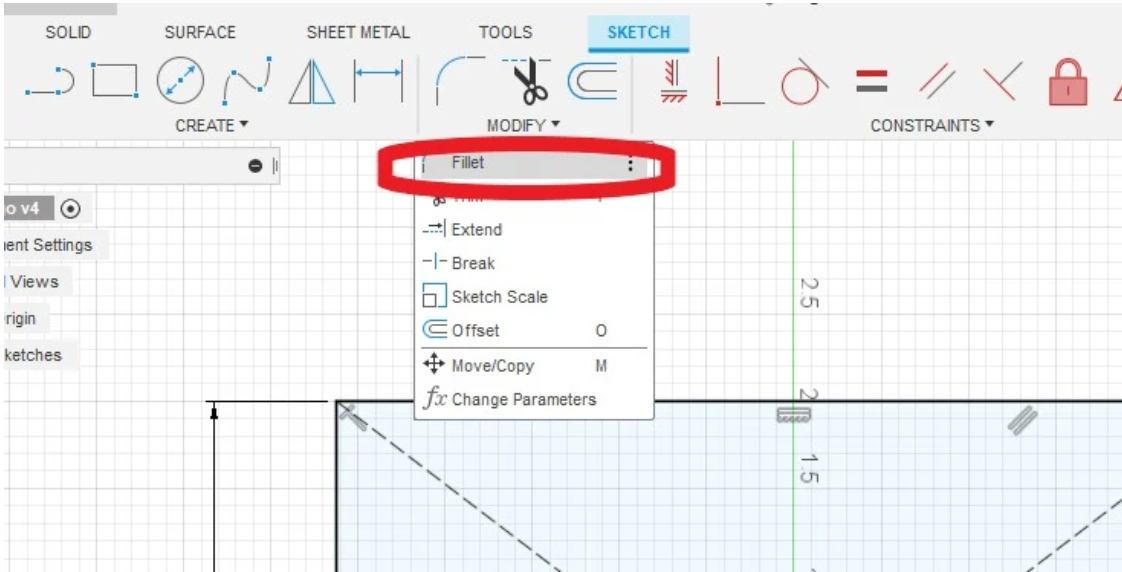 SOLID SURFACE SHEET METAL TOOLS SKETCH
CREATE MODIFY CONSTRAINTS
Fillet
o v4
Extend
ent Settings
Break
Views
Sketch Scale
2.5
rigin
Offset O
ketches
Move/Copy M
fx Change Parameters
2
1.5